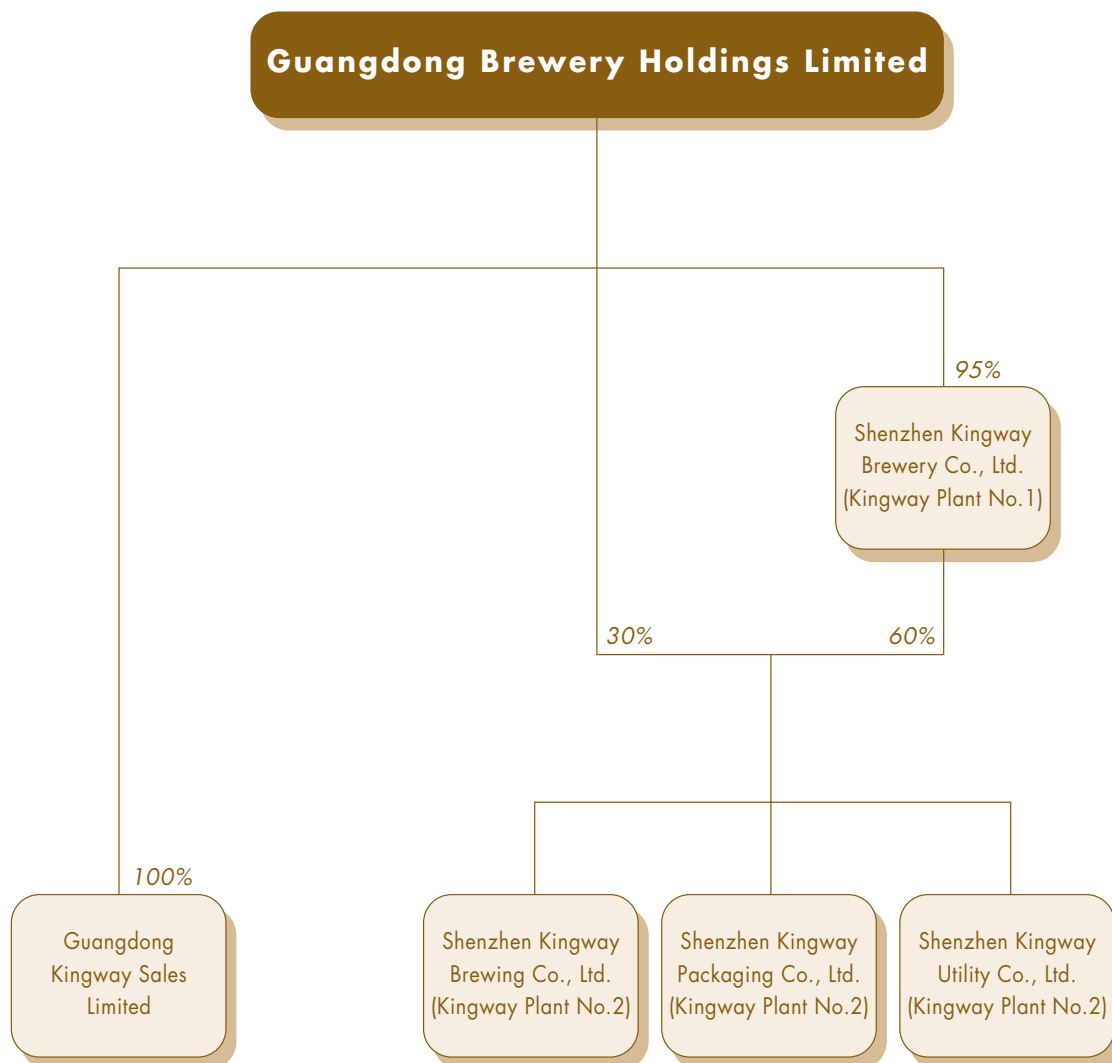 Guangdong Brewery Holdings Limited
95%
Shenzhen Kingway
Brewery Co., Ltd.
(Kingway Plant No.1)
30%
60%
100%
Guangdong
Kingway Sales
Limited
Shenzhen Kingway
Brewing Co., Ltd.
(Kingway Plant No.2)
Shenzhen Kingway
Packaging Co., Ltd.
(Kingway Plant No.2)
Shenzhen Kingway
Utility Co., Ltd.
(Kingway Plant No.2)